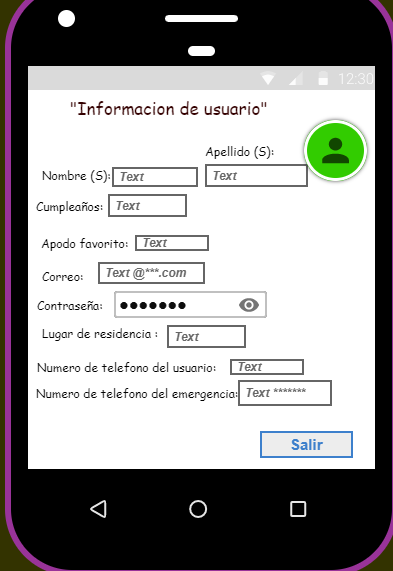 12:30
"Informacion de usuario"
Apellido (S):
Nombre (S): Text Text
Cumpleaños: Text
Apodo favorito: Text
Correo: Text @***.com
Contraseña: ●●●●●●●
Lugar de residencia : Text
Numero de telefono del usuario: Text
Numero de telefono del emergencia: Text *******
Salir